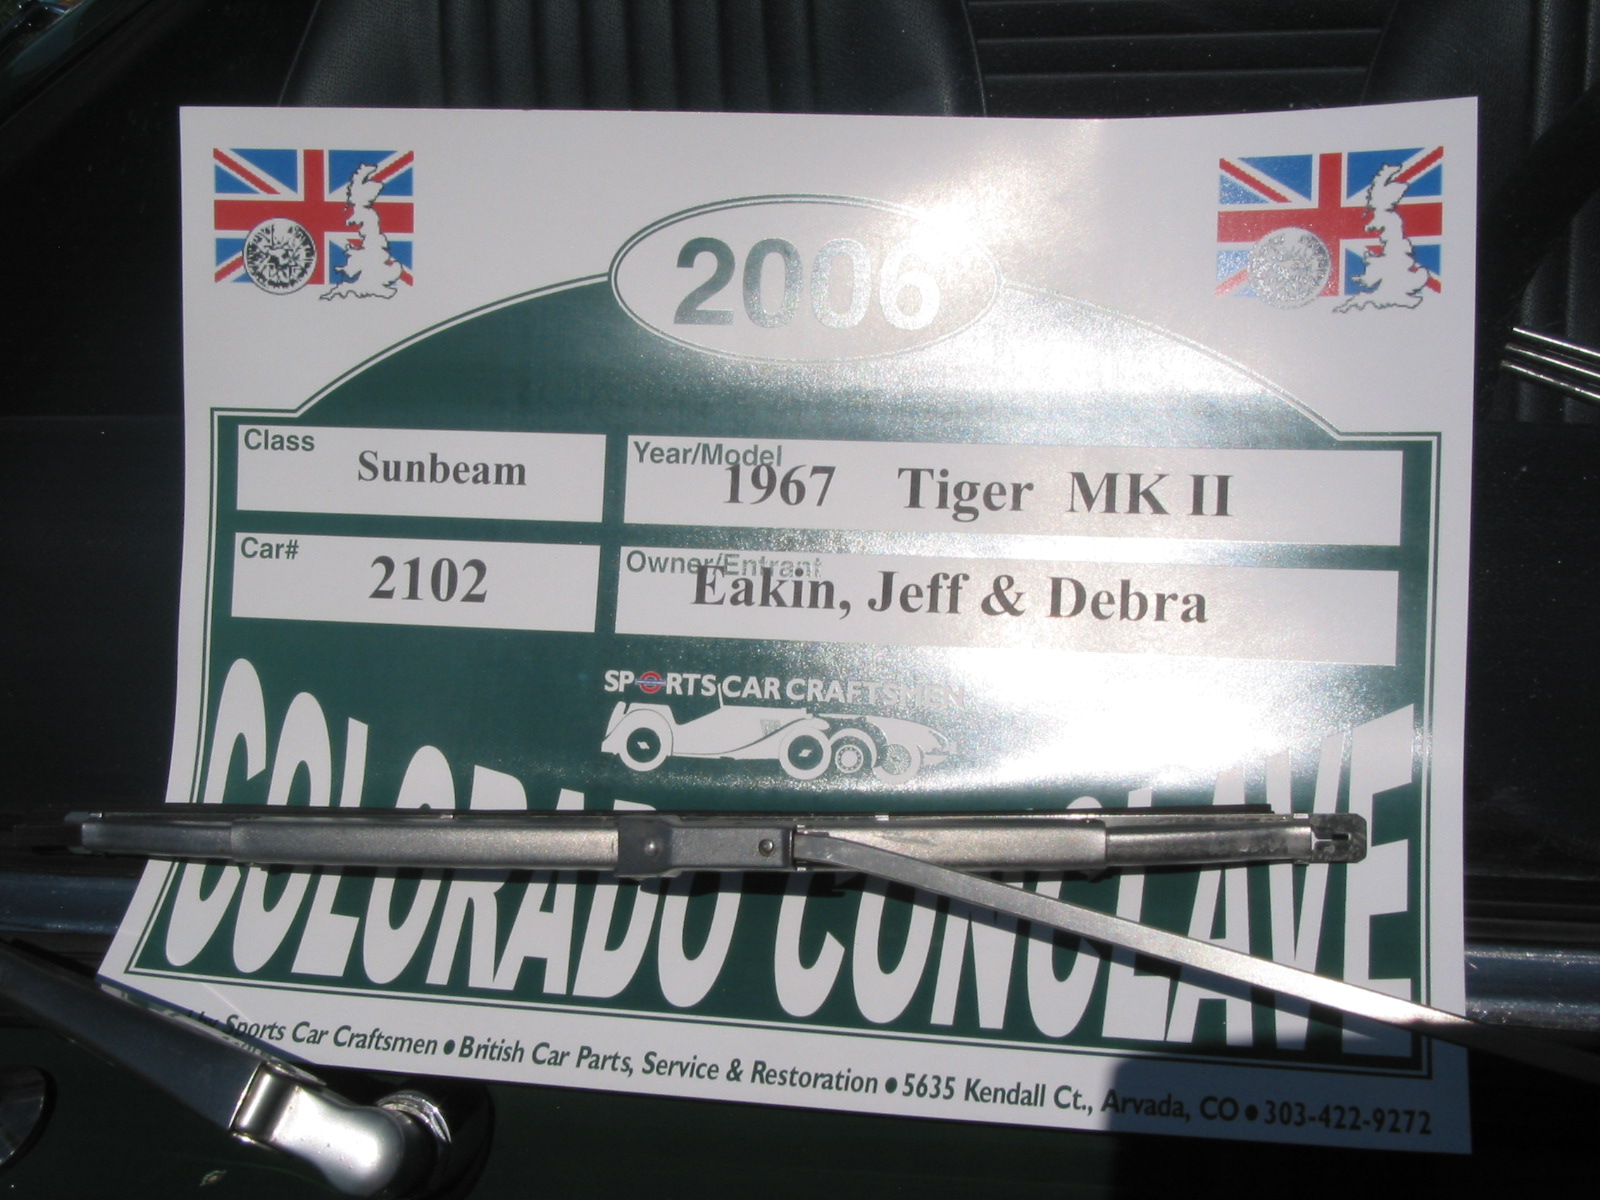 2006
Class
Sunbeam
Year/Model
1967 Tiger MK II
Car#
2102
Owner/Entrant
Eakin, Jeff & Debra
SPORTS CAR CRAFTSMEN
COLORADO CONCLAVE
by Sports Car Craftsmen • British Car Parts, Service & Restoration • 5635 Kendall Ct., Arvada, CO • 303-422-9272